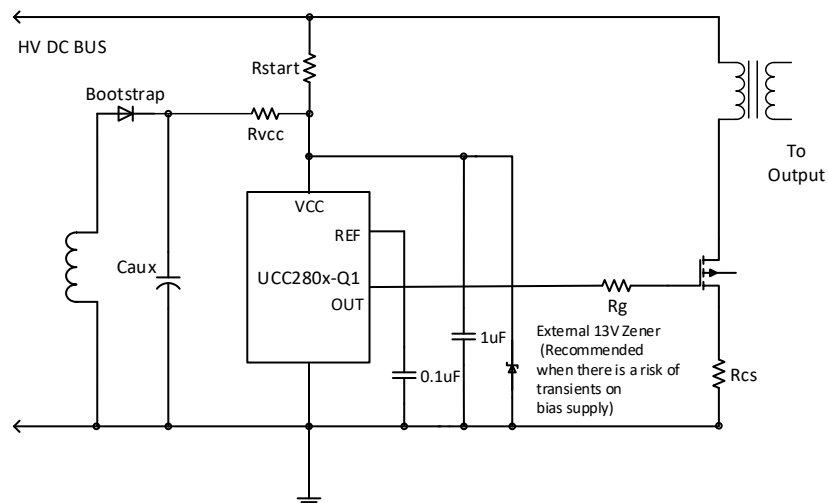 HV DC BUS
Rstart
Bootstrap
Rvcc
To
Output
VCC
REF
UCC280x-Q1
OUT
Caux
Rg
1uF
0.1uF
External 13V Zener
(Recommended
when there is a risk of
transients on
bias supply)
Rcs